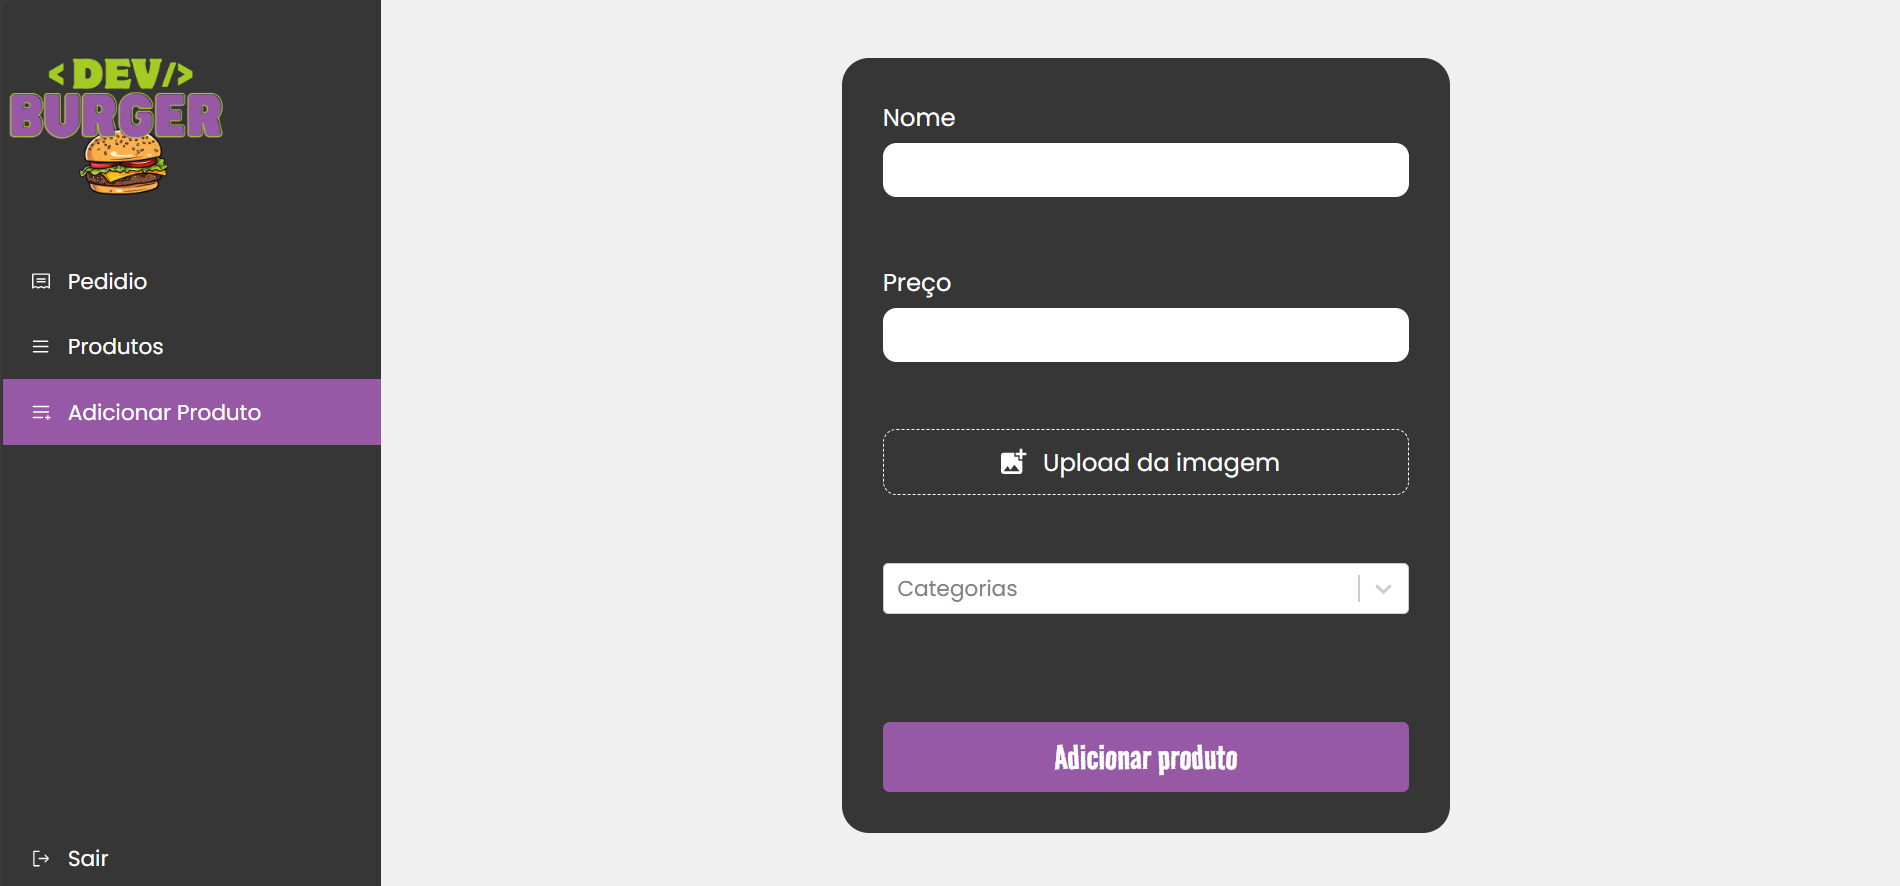 < DEV/>
BURGER
Pedidio
Produtos
Adicionar Produto
Sair
Nome
Preço
Upload da imagem
Categorias
Adicionar produto